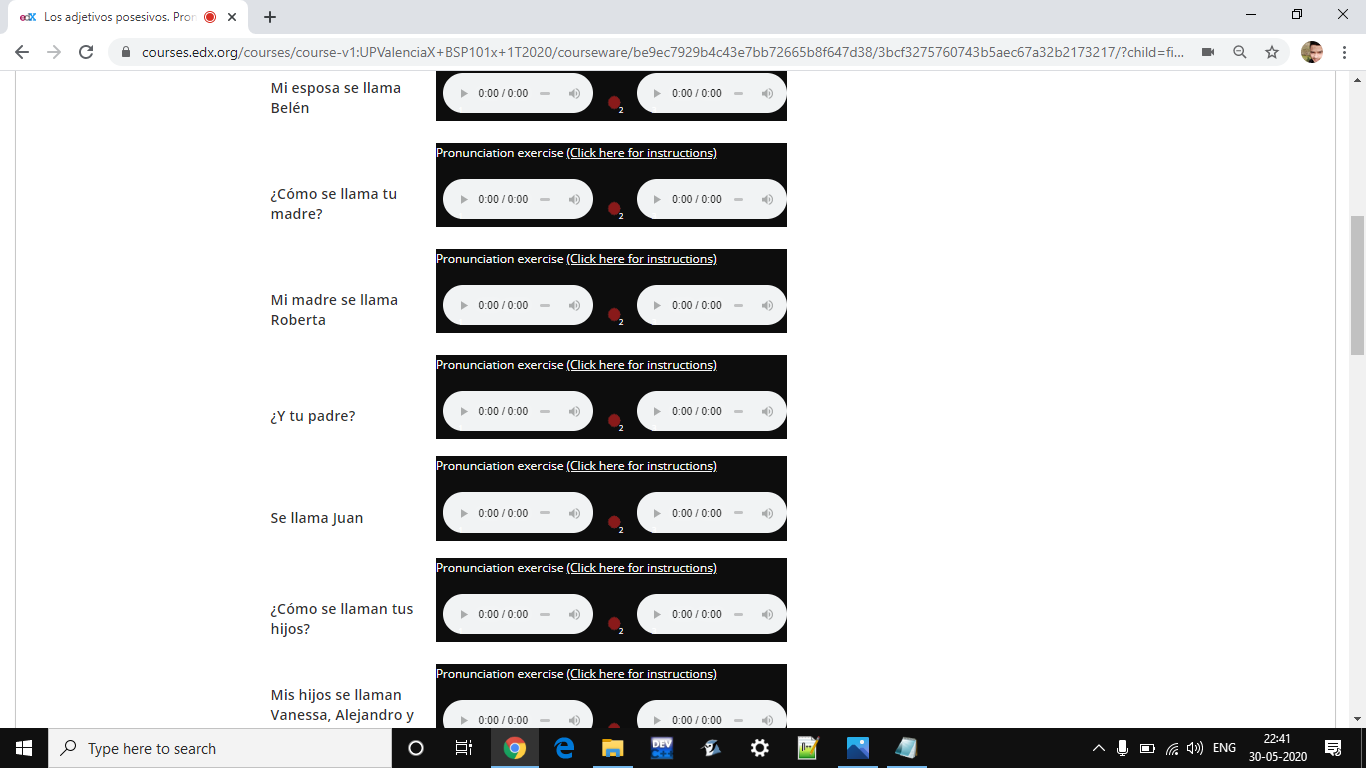 Los adjetivos posesivos. Pron
courses.edx.org/courses/course-v1:UPValenciaX+BSP101x+1T2020/courseware/be9ec7929b4c43e7bb72665b8f647d38/3bcf3275760743b5aec67a32b2173217/?child=fi...
Mi esposa se llama
Belén
0:00 / 0:00
2
0:00 / 0:00
Pronunciation exercise (Click here for instructions)
¿Cómo se llama tu
madre?
0:00 / 0:00
2
0:00 / 0:00
Pronunciation exercise (Click here for instructions)
Mi madre se llama
Roberta
0:00 / 0:00
2
0:00 / 0:00
Pronunciation exercise (Click here for instructions)
¿Y tu padre?
0:00 / 0:00
2
0:00 / 0:00
Pronunciation exercise (Click here for instructions)
Se llama Juan
0:00 / 0:00
2
0:00 / 0:00
Pronunciation exercise (Click here for instructions)
¿Cómo se llaman tus
hijos?
0:00 / 0:00
2
0:00 / 0:00
Pronunciation exercise (Click here for instructions)
Mis hijos se llaman
Vanessa, Alejandro y
0:00 / 0:00
0:00 / 0:00
Type here to search
DEV
ENG
22:41
30-05-2020